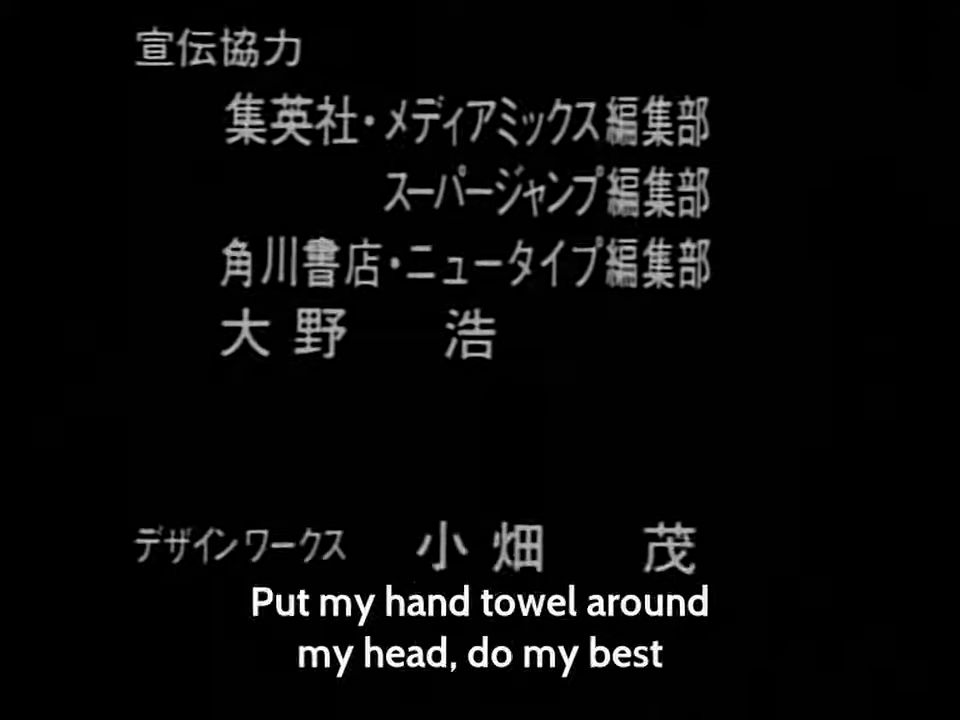 宣伝協力
集英社・メディアミックス編集部
スーパージャンプ編集部
角川書店・ニュータイプ編集部
大野 浩
デザインワークス 小畑 茂
Put my hand towel around
my head, do my best